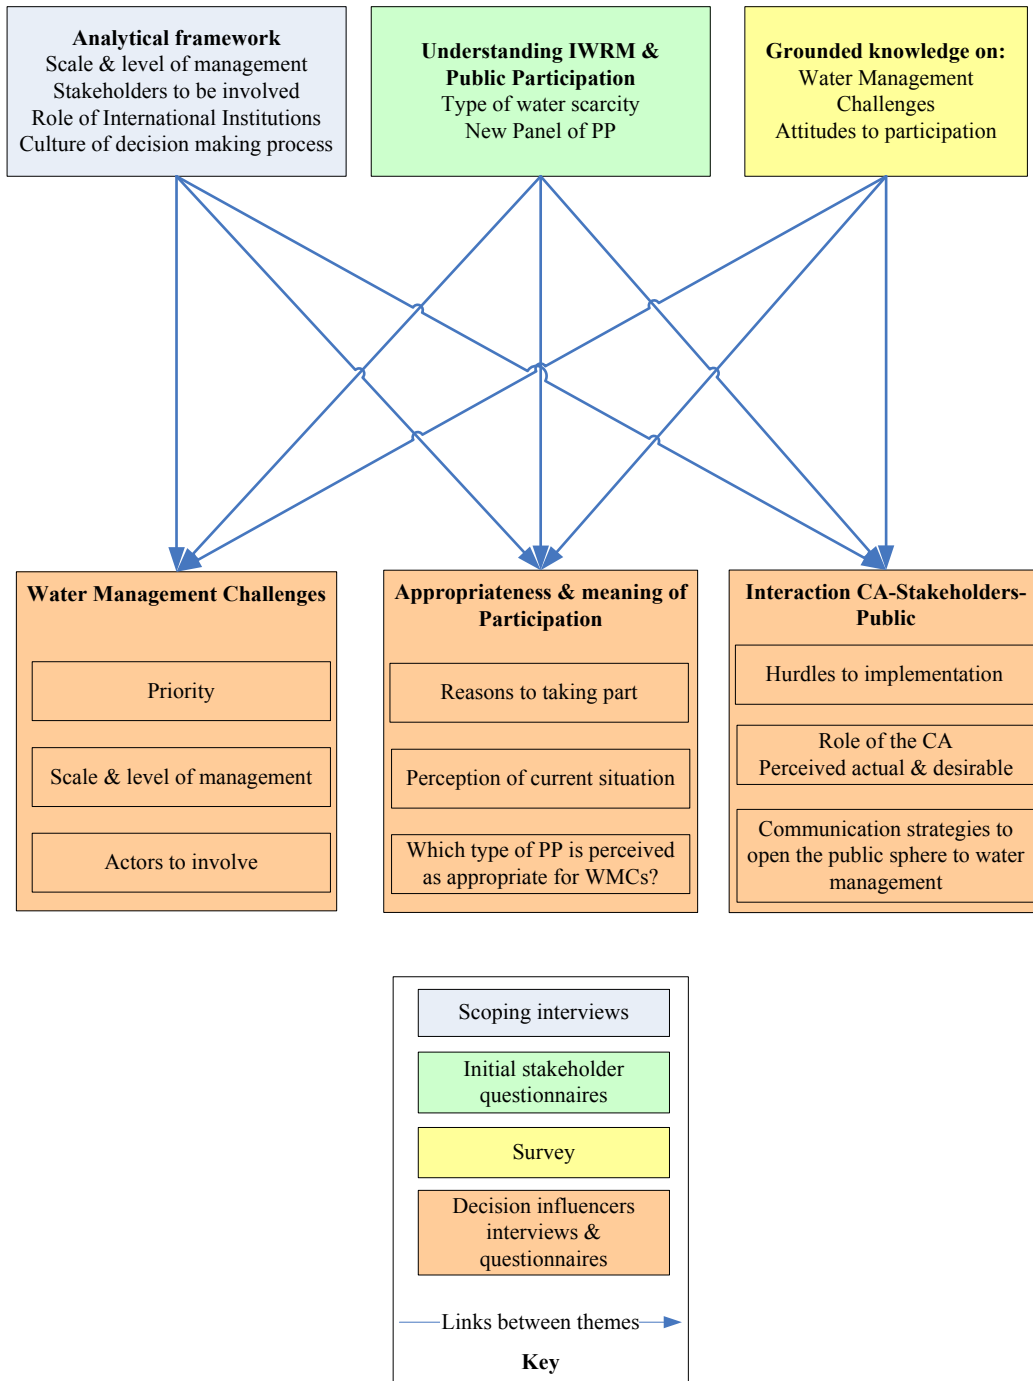 Analytical framework
Scale & level of management
Stakeholders to be involved
Role of International Institutions
Culture of decision making process
Understanding IWRM &
Public Participation
Type of water scarcity
New Panel of PP
Grounded knowledge on:
Water Management
Challenges
Attitudes to participation
Water Management Challenges
Priority
Scale & level of management
Actors to involve
Appropriateness & meaning of
Participation
Reasons to taking part
Perception of current situation
Which type of PP is perceived
as appropriate for WMCs?
Interaction CA-Stakeholders-
Public
Hurdles to implementation
Role of the CA
Perceived actual & desirable
Communication strategies to
open the public sphere to water
management
Scoping interviews
Initial stakeholder
questionnaires
Survey
Decision influencers
interviews &
questionnaires
Links between themes
Key